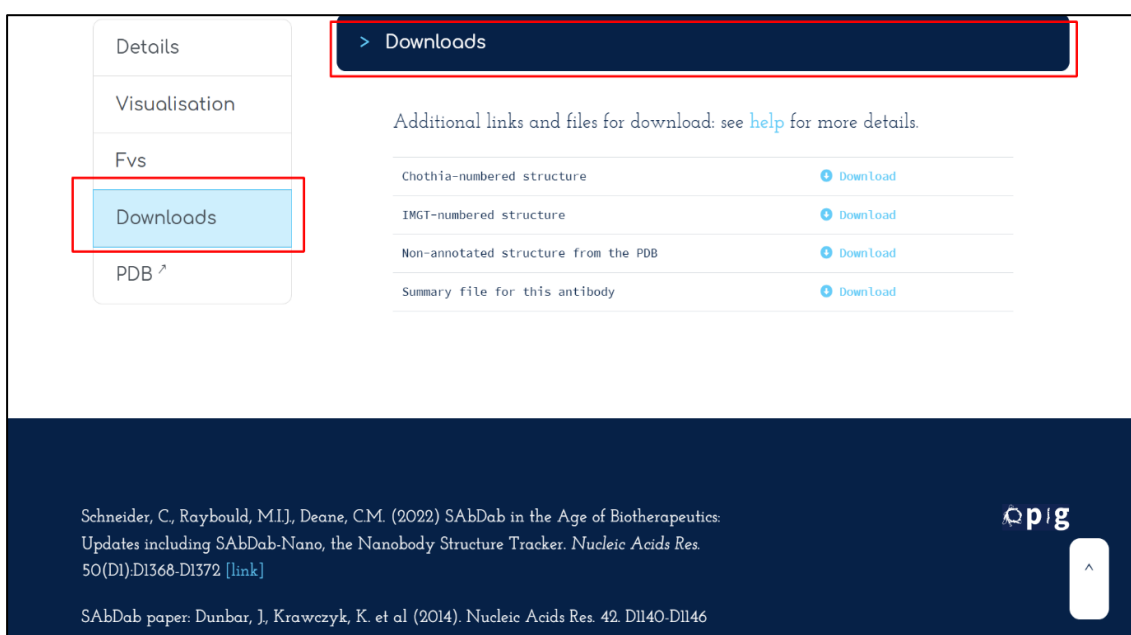 Details
Visualisation
Fvs
Downloads
PDB ↗
> Downloads
Additional links and files for download: see help for more details.
Chothia-numbered structure Download
IMGT-numbered structure Download
Non-annotated structure from the PDB Download
Summary file for this antibody Download
Schneider, C., Raybould, M.I.J., Deane, C.M. (2022) SAbDab in the Age of Biotherapeutics:
Updates including SAbDab-Nano, the Nanobody Structure Tracker. Nucleic Acids Res.
50(D1):D1368-D1372 [link]
SAbDab paper: Dunbar, J., Krawczyk, K. et al (2014). Nucleic Acids Res. 42. D1140-D1146
opig
^